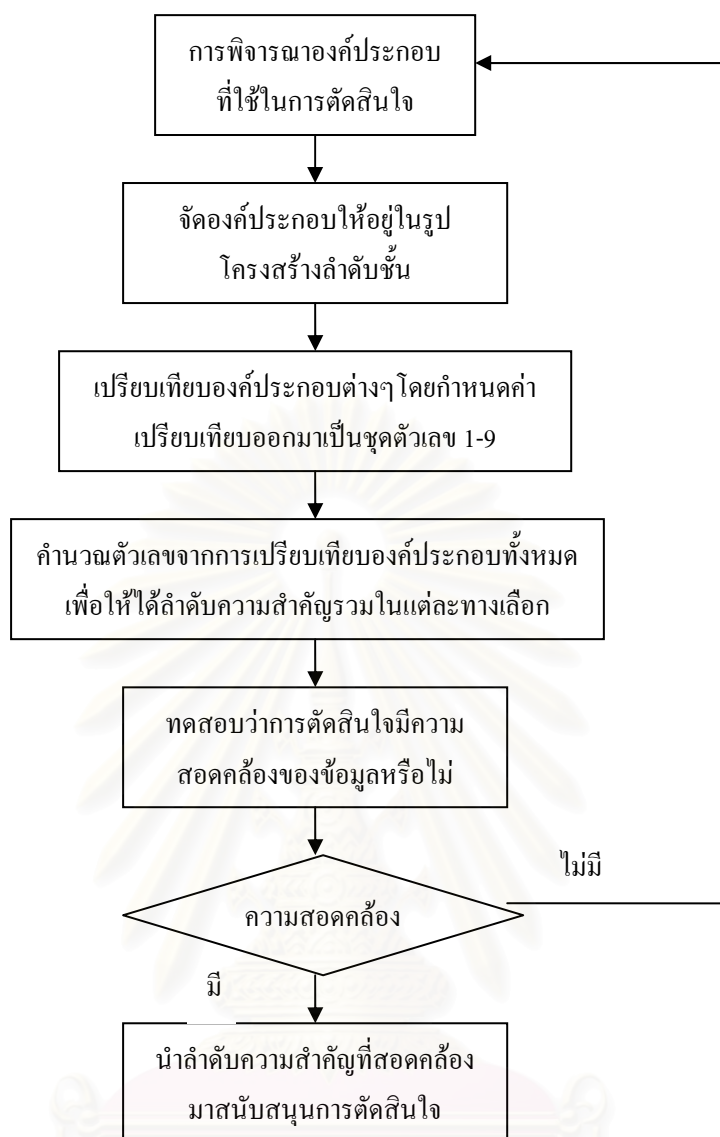 การพิจารณาองค์ประกอบ
ที่ใช้ในการตัดสินใจ
จัดองค์ประกอบให้อยู่ในรูป
โครงสร้างลำดับชั้น
เปรียบเทียบองค์ประกอบต่างๆโดยกำหนดค่า
เปรียบเทียบออกมาเป็นชุดตัวเลข 1-9
คำนวณตัวเลขจากการเปรียบเทียบองค์ประกอบทั้งหมด
เพื่อให้ได้ลำดับความสำคัญรวมในแต่ละทางเลือก
ทดสอบว่าการตัดสินใจมีความ
สอดคล้องของข้อมูลหรือไม่
ไม่มี
ความสอดคล้อง
มี
นำลำดับความสำคัญที่สอดคล้อง
มาสนับสนุนการตัดสินใจ